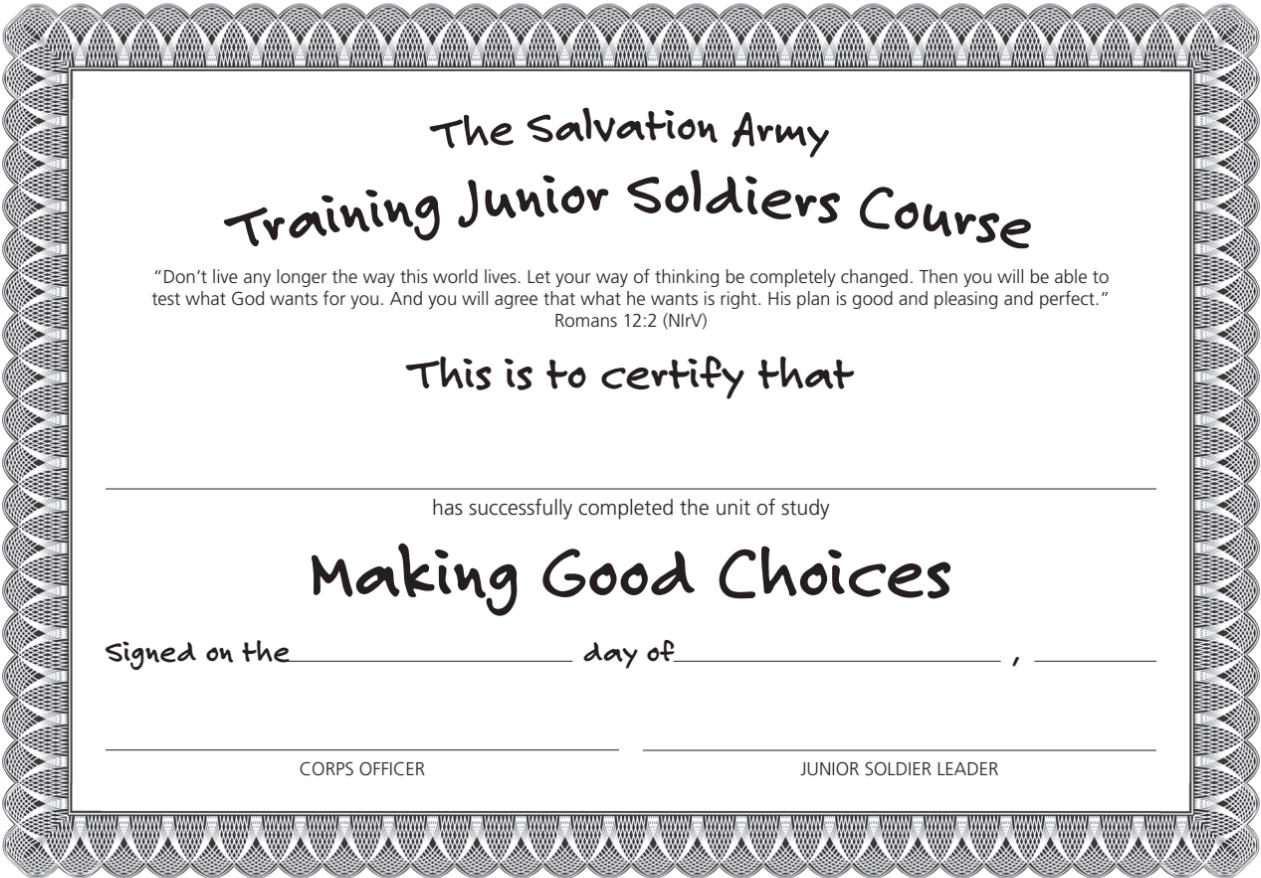 The Salvation Army
Training Junior Soldiers Course
“Don’t live any longer the way this world lives. Let your way of thinking be completely changed. Then you will be able to
test what God wants for you. And you will agree that what he wants is right. His plan is good and pleasing and perfect.”
Romans 12:2 (NIrV)
This is to certify that
has successfully completed the unit of study
Making Good Choices
Signed on the day of ,
CORPS OFFICER JUNIOR SOLDIER LEADER